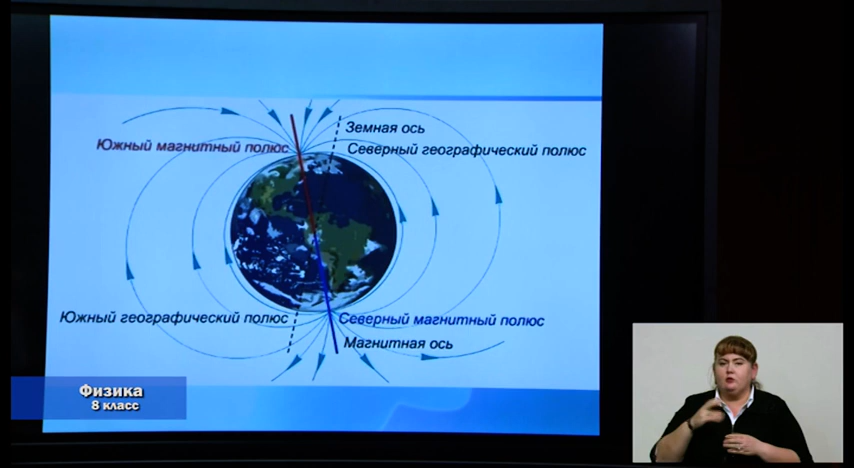 Земная ось
Южный магнитный полюс
Северный географический полюс
Южный географический полюс
Северный магнитный полюс
Магнитная ось
Физика
8 класс